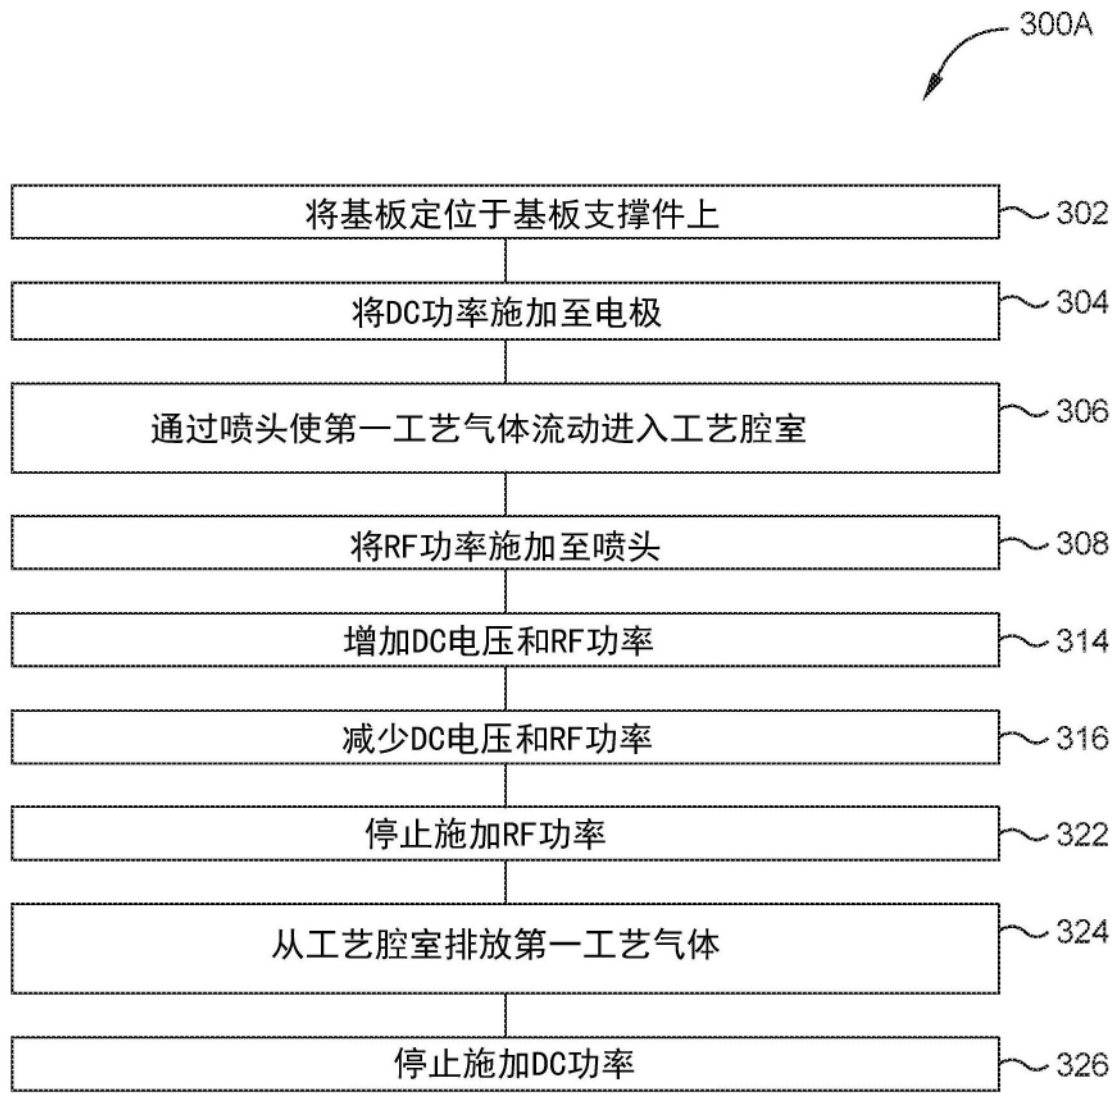 300A
将基板定位于基板支撑件上 302
将DC功率施加至电极 304
通过喷头使第一工艺气体流动进入工艺腔室 306
将RF功率施加至喷头 308
增加DC电压和RF功率 314
减少DC电压和RF功率 316
停止施加RF功率 322
从工艺腔室排放第一工艺气体 324
停止施加DC功率 326